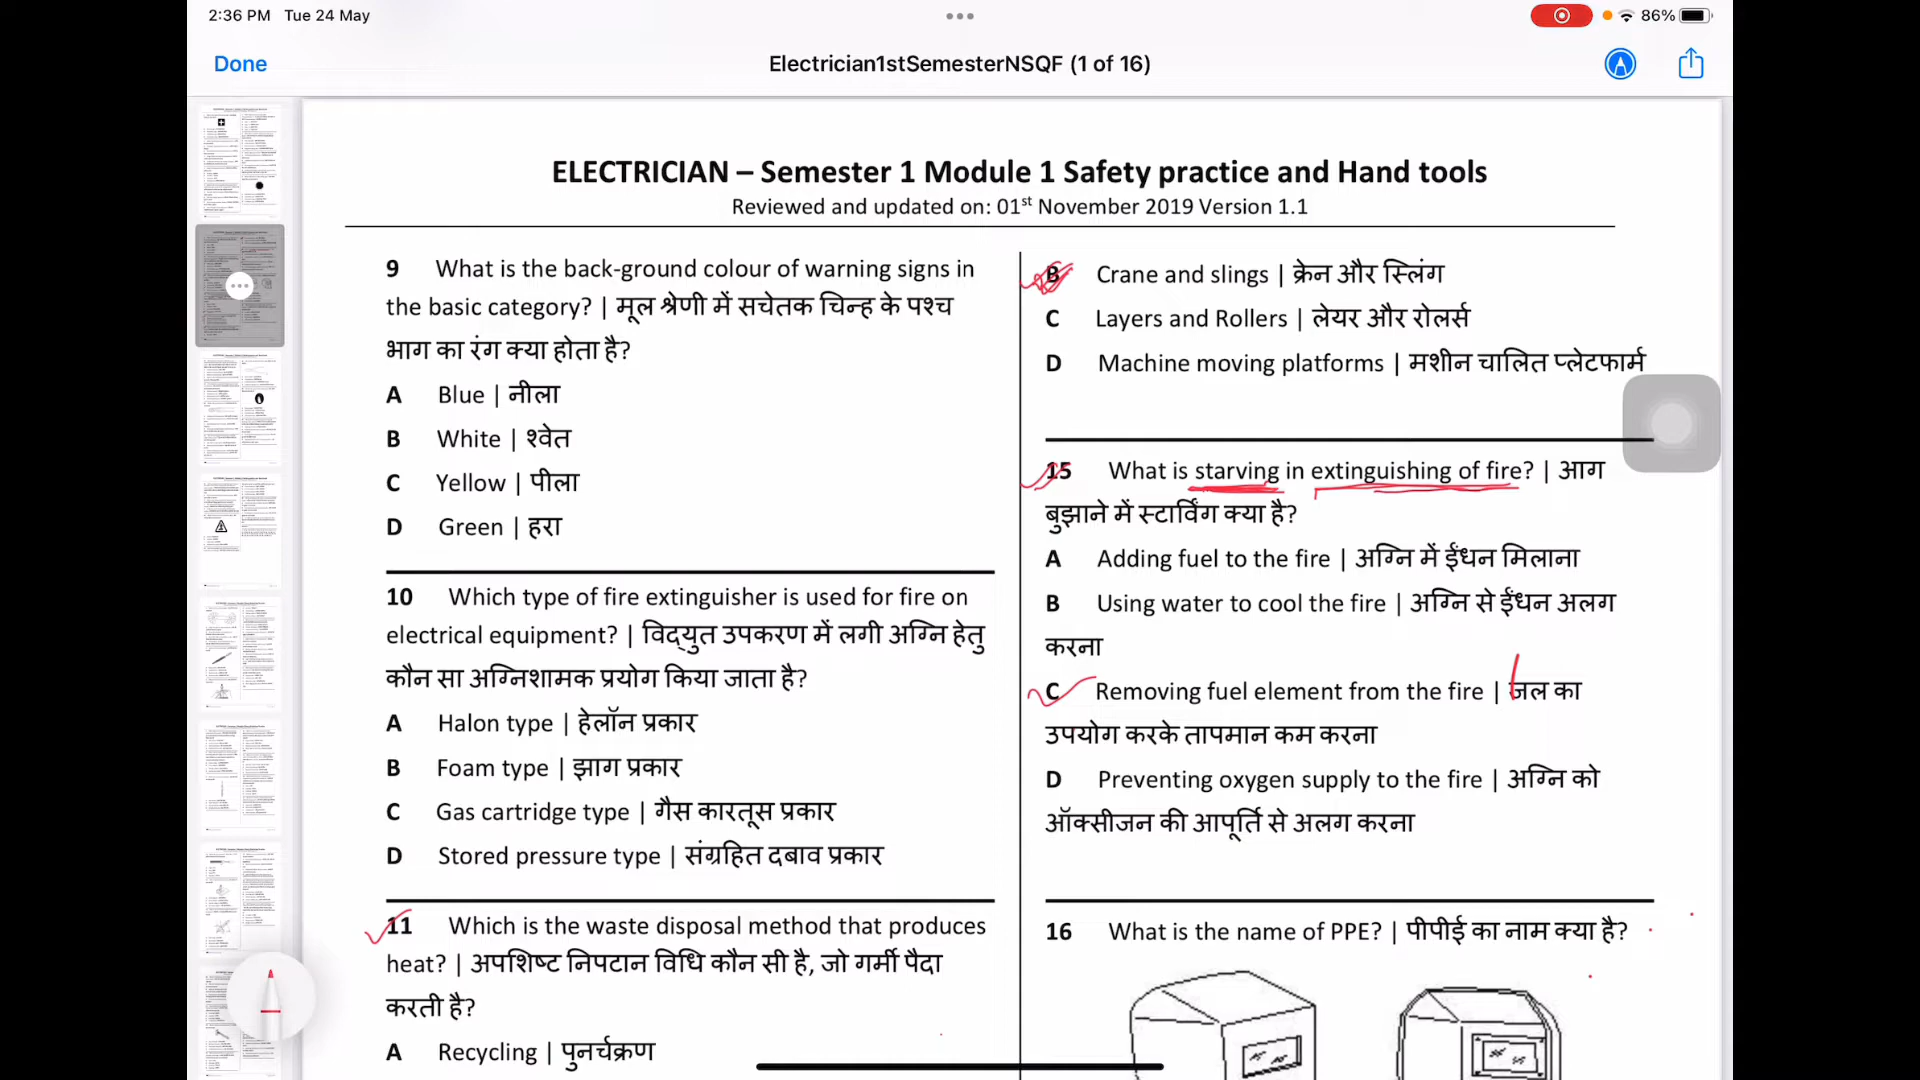 2:36 PM Tue 24 May
86%
Done
Electrician1stSemesterNSQF (1 of 16)
ELECTRICIAN – Semester 1 Module 1 Safety practice and Hand tools
Reviewed and updated on: 01st November 2019 Version 1.1
9 What is the back-ground colour of warning signs in
the basic category? | मूल श्रेणी में सचेतक चिन्ह के पश्च
भाग का रंग क्या होता है?
A Blue | नीला
B White | श्वेत
C Yellow | पीला
D Green | हरा
10 Which type of fire extinguisher is used for fire on
electrical equipment? | विद्युत उपकरण में लगी अग्नि हेतु
कौन सा अग्निशामक प्रयोग किया जाता है?
A Halon type | हेलॉन प्रकार
B Foam type | झाग प्रकार
C Gas cartridge type | गैस कारतूस प्रकार
D Stored pressure type | संग्रहित दबाव प्रकार
11 Which is the waste disposal method that produces
heat? | अपशिष्ट निपटान विधि कौन सी है, जो गर्मी पैदा
करती है?
A Recycling | पुनर्चक्रण
B Crane and slings | क्रेन और स्लिंग
C Layers and Rollers | लेयर और रोलर्स
D Machine moving platforms | मशीन चालित प्लेटफार्म
15 What is starving in extinguishing of fire? | आग
बुझाने में स्टार्विंग क्या है?
A Adding fuel to the fire | अग्नि में ईंधन मिलाना
B Using water to cool the fire | अग्नि से ईंधन अलग
करना
C Removing fuel element from the fire | जल का
उपयोग करके तापमान कम करना
D Preventing oxygen supply to the fire | अग्नि को
ऑक्सीजन की आपूर्ति से अलग करना
16 What is the name of PPE? | पीपीई का नाम क्या है?